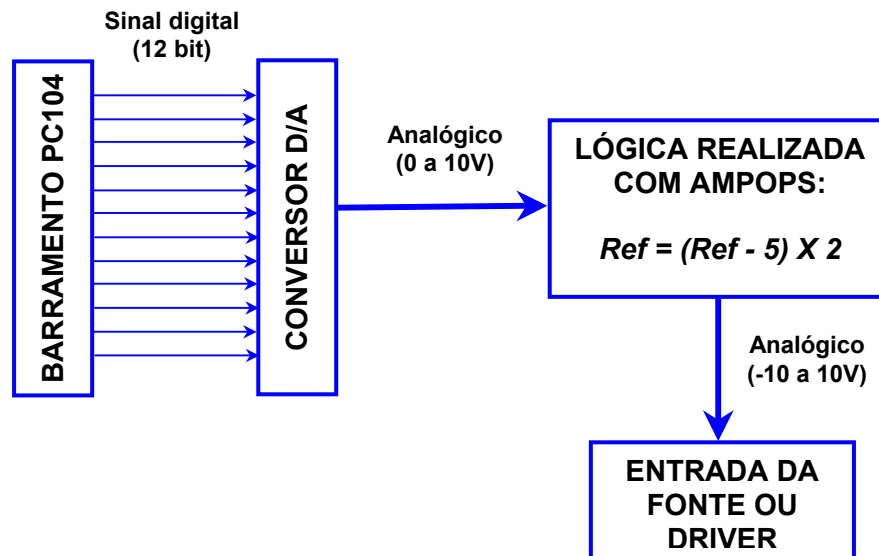 Sinal digital
(12 bit)
BARRAMENTO PC104
CONVERSOR D/A
Analógico
(0 a 10V)
LÓGICA REALIZADA
COM AMPOPS:
Ref = (Ref - 5) X 2
Analógico
(-10 a 10V)
ENTRADA DA
FONTE OU
DRIVER